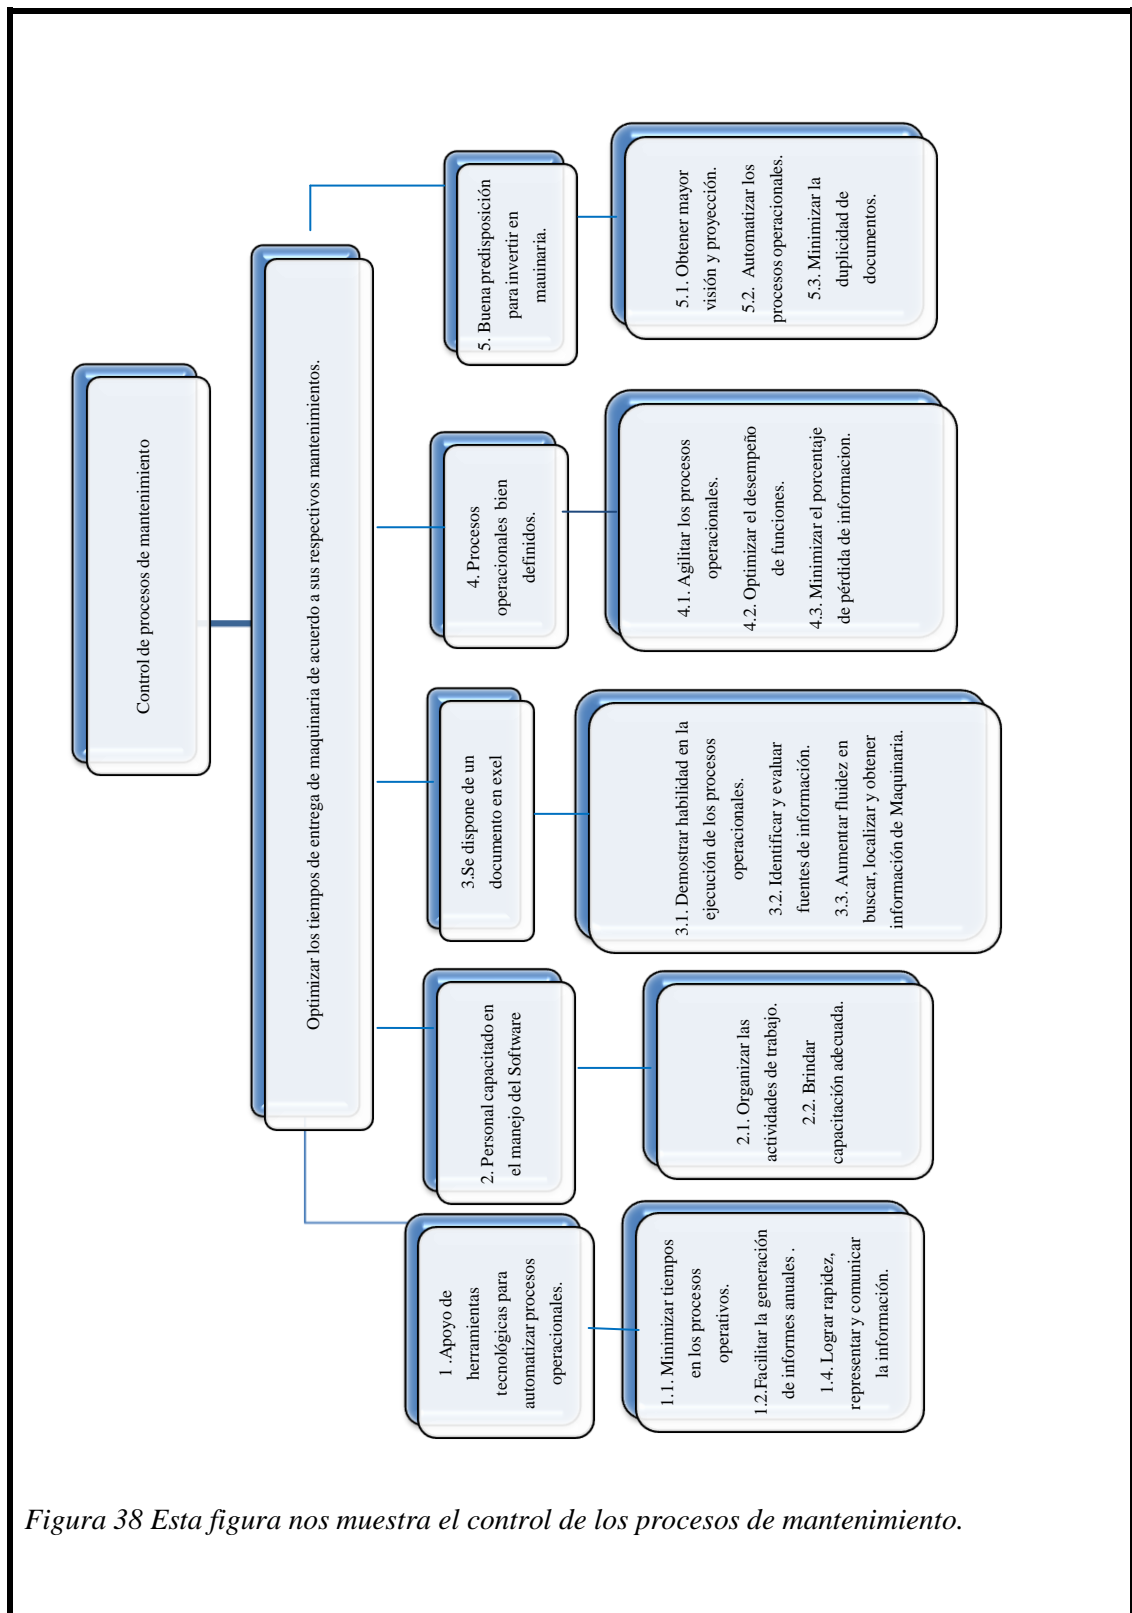 Control de procesos de mantenimiento
Optimizar los tiempos de entrega de maquinaria de acuerdo a sus respectivos mantenimientos.
1 .Apoyo de
herramientas
tecnológicas para
automatizar procesos
operacionales.
1.1. Minimizar tiempos
en los procesos
operativos.
1.2.Facilitar la generación
de informes anuales .
1.4. Lograr rapidez,
representar y comunicar
la información.
2. Personal capacitado en
el manejo del Software
2.1. Organizar las
actividades de trabajo.
2.2. Brindar
capacitación adecuada.
3.Se dispone de un
documento en exel
3.1. Demostrar habilidad en la
ejecución de los procesos
operacionales.
3.2. Identificar y evaluar
fuentes de información.
3.3. Aumentar fluidez en
buscar, localizar y obtener
información de Maquinaria.
4. Procesos
operacionales bien
definidos.
4.1. Agilitar los procesos
operacionales.
4.2. Optimizar el desempeño
de funciones.
4.3. Minimizar el porcentaje
de pérdida de informacion.
5. Buena predisposición
para invertir en
mauinaria.
5.1. Obtener mayor
visión y proyección.
5.2. Automatizar los
procesos operacionales.
5.3. Minimizar la
duplicidad de
documentos.
Figura 38 Esta figura nos muestra el control de los procesos de mantenimiento.